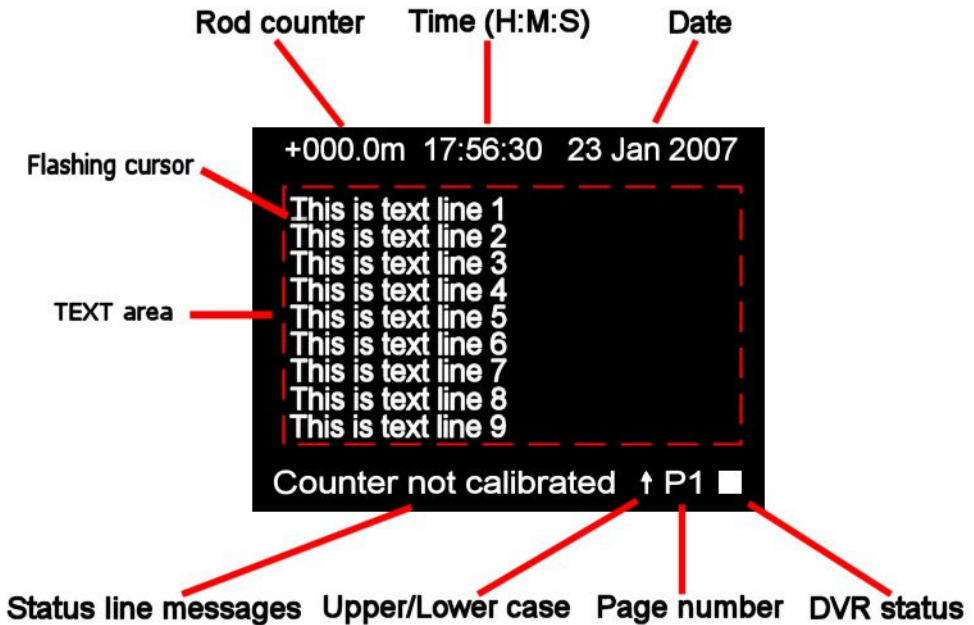 Rod counter Time (H:M:S) Date
+000.0m 17:56:30 23 Jan 2007
Flashing cursor
This is text line 1
This is text line 2
This is text line 3
This is text line 4
TEXT area
This is text line 5
This is text line 6
This is text line 7
This is text line 8
This is text line 9
Counter not calibrated ↑ P1
Status line messages Upper/Lower case Page number DVR status